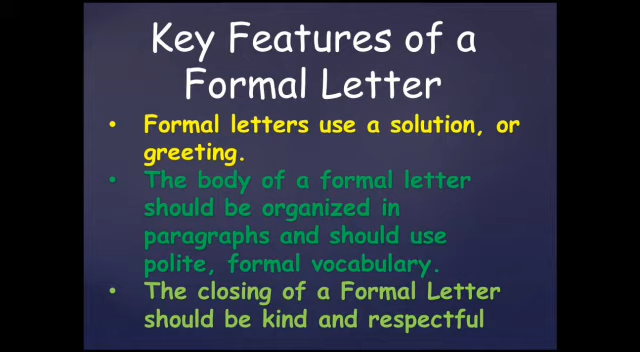 Key Features of a
Formal Letter
• Formal letters use a solution, or
greeting.
• The body of a formal letter
should be organized in
paragraphs and should use
polite, formal vocabulary.
• The closing of a Formal Letter
should be kind and respectful